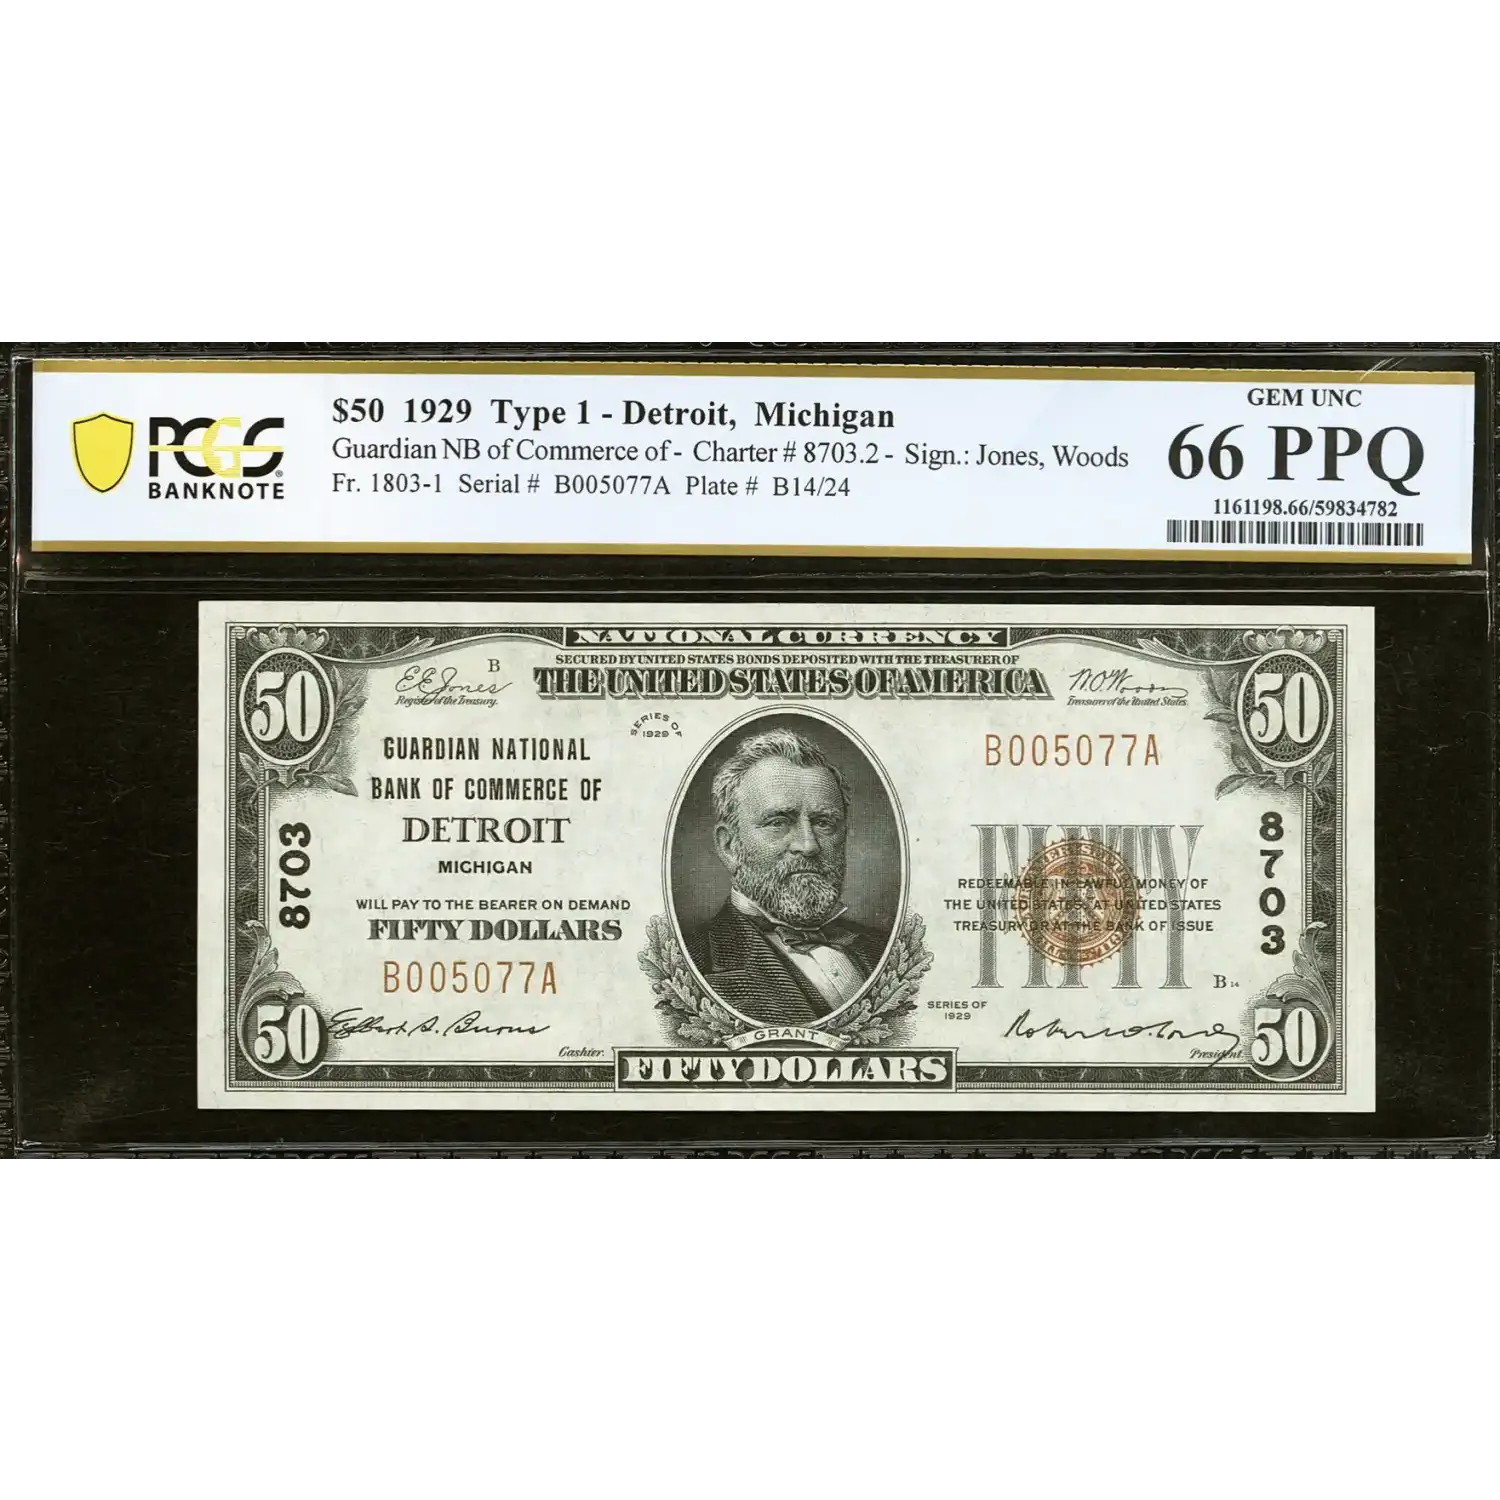 PCGS
BANKNOTE
$50 1929 Type 1 - Detroit, Michigan
Guardian NB of Commerce of - Charter # 8703.2 - Sign.: Jones, Woods
Fr. 1803-1 Serial # B005077A Plate # B14/24
GEM UNC
66 PPQ
1161198.66/59834782
NATIONAL CURRENCY
SECURED BY UNITED STATES BONDS DEPOSITED WITH THE TREASURER OF
THE UNITED STATES OF AMERICA
50
50
B
E E Jones
Register of the Treasury.
W.O. Woods
Treasurer of the United States.
SERIES OF
1929
GUARDIAN NATIONAL
BANK OF COMMERCE OF
DETROIT
MICHIGAN
WILL PAY TO THE BEARER ON DEMAND
FIFTY DOLLARS
B005077A
B005077A
8703
8703
FIFTY
REDEEMABLE IN LAWFUL MONEY OF
THE UNITED STATES, AT UNITED STATES
TREASURY OR AT THE BANK OF ISSUE
B 14
SERIES OF
1929
50
Cashier.
GRANT
President.
50
FIFTY DOLLARS